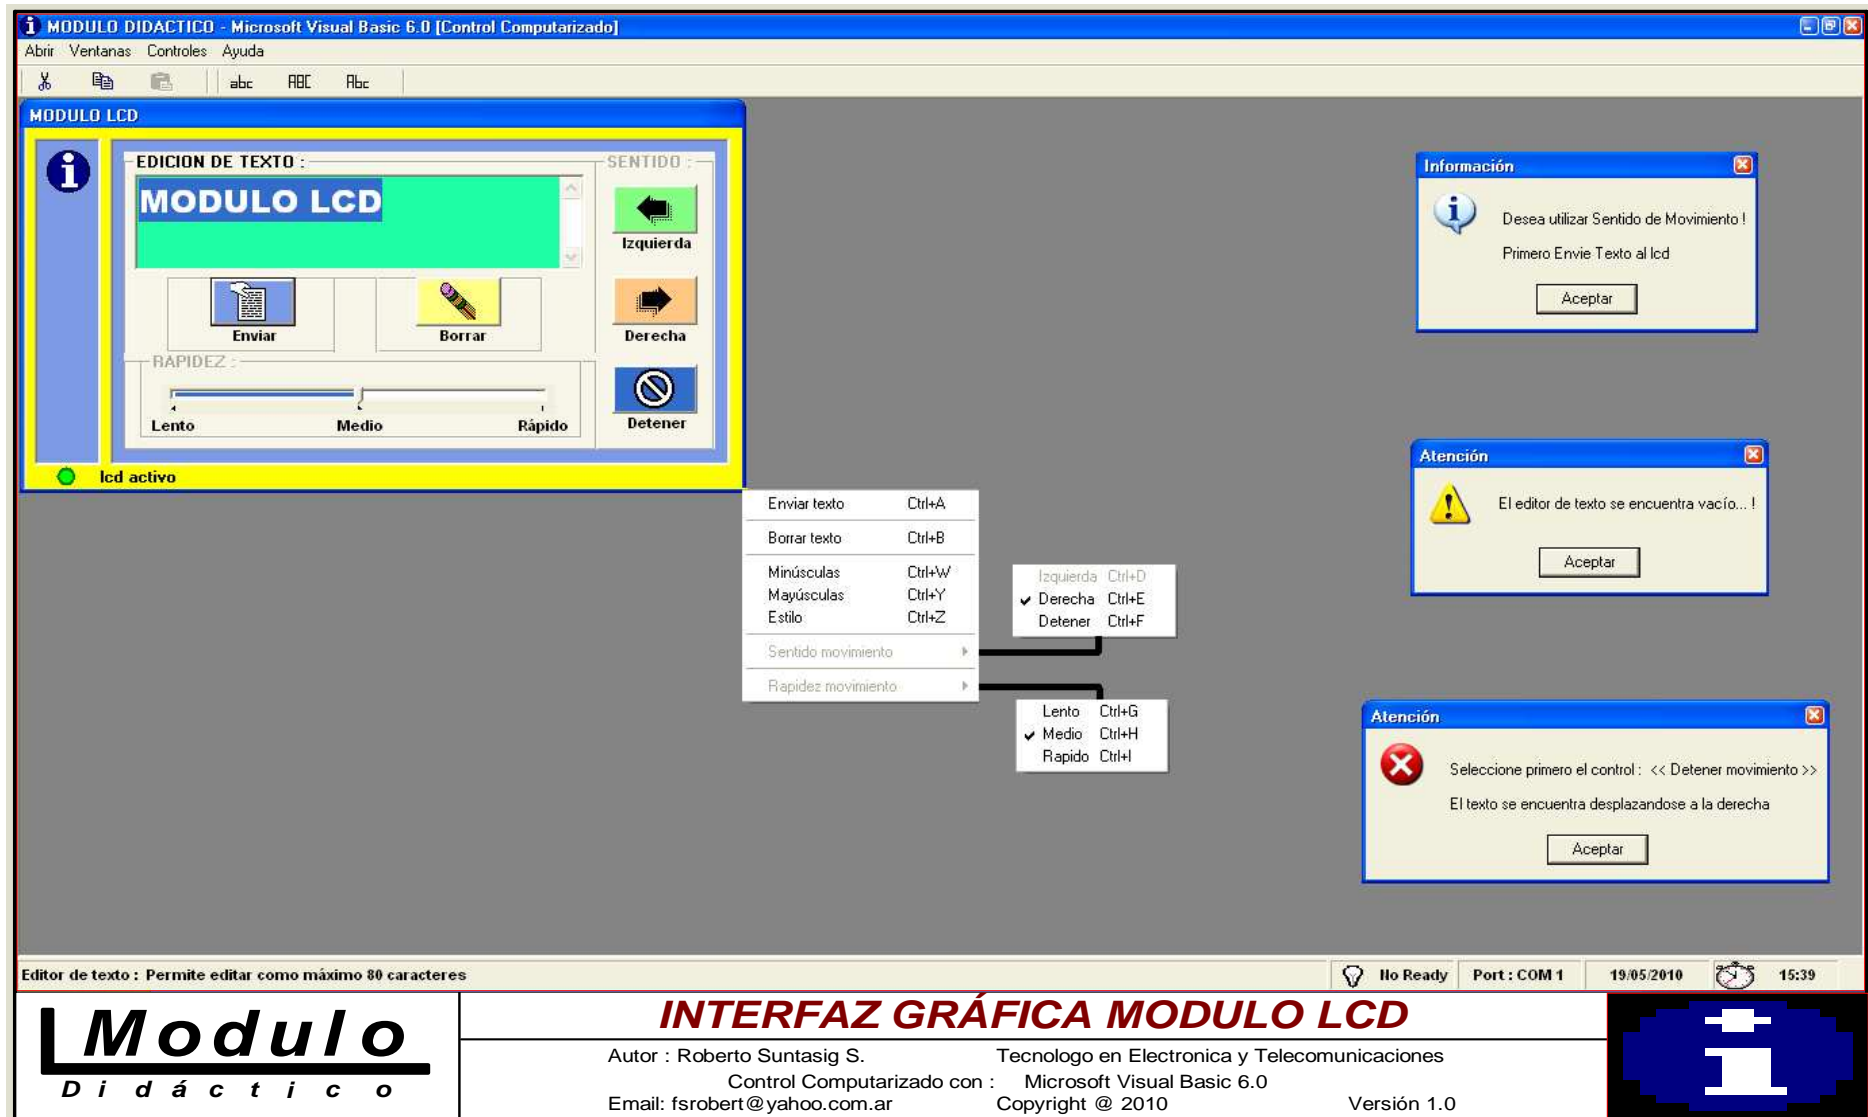 MODULO DIDACTICO - Microsoft Visual Basic 6.0 [Control Computarizado]
Abrir Ventanas Controles Ayuda
abc ABC Abc
MODULO LCD
EDICION DE TEXTO :
SENTIDO :
MODULO LCD
Izquierda
Enviar
Borrar
Derecha
RAPIDEZ :
Lento Medio Rápido
Detener
lcd activo
Enviar texto Ctrl+A
Borrar texto Ctrl+B
Minúsculas Ctrl+W
Mayúsculas Ctrl+Y
Estilo Ctrl+Z
Sentido movimiento
Rapidez movimiento
Izquierda Ctrl+D
Derecha Ctrl+E
Detener Ctrl+F
Lento Ctrl+G
Medio Ctrl+H
Rapido Ctrl+I
Información
Desea utilizar Sentido de Movimiento !
Primero Envie Texto al lcd
Aceptar
Atención
El editor de texto se encuentra vacío... !
Aceptar
Atención
Seleccione primero el control : << Detener movimiento >>
El texto se encuentra desplazandose a la derecha
Aceptar
Editor de texto : Permite editar como máximo 80 caracteres
No Ready Port : COM 1 19/05/2010 15:39
Modulo
Didáctico
INTERFAZ GRÁFICA MODULO LCD
Autor : Roberto Suntasig S. Tecnologo en Electronica y Telecomunicaciones
Control Computarizado con : Microsoft Visual Basic 6.0
Email: fsrobert@yahoo.com.ar Copyright @ 2010 Versión 1.0